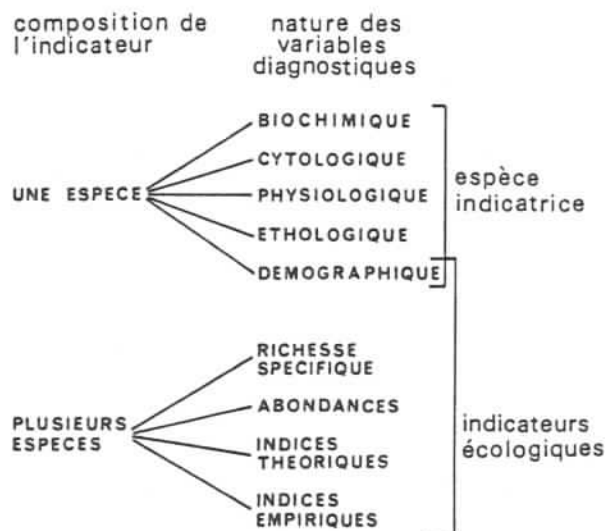 composition de
l'indicateur
nature des
variables
diagnostiques
BIOCHIMIQUE
CYTOLOGIQUE
UNE ESPECE
PHYSIOLOGIQUE
ETHOLOGIQUE
DEMOGRAPHIQUE
espèce
indicatrice
RICHESSE
SPECIFIQUE
PLUSIEURS
ESPECES
ABONDANCES
INDICES
THEORIQUES
INDICES
EMPIRIQUES
indicateurs
écologiques